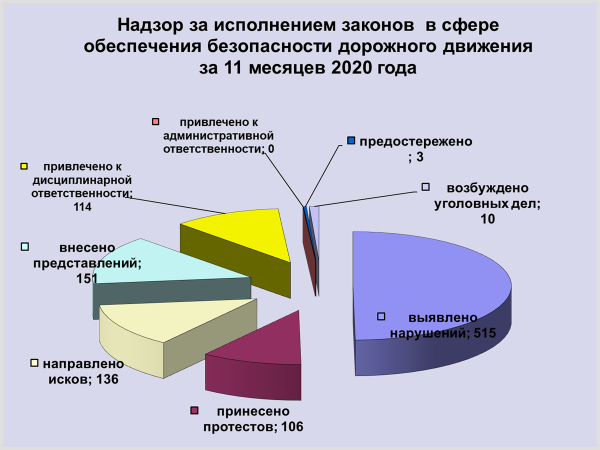 Надзор за исполнением законов в сфере
обеспечения безопасности дорожного движения
за 11 месяцев 2020 года
привлечено к
административной
ответственности; 0
предостережено
; 3
привлечено к
дисциплинарной
ответственности;
114
возбуждено
уголовных дел;
10
внесено
представлений;
151
выявлено
нарушений; 515
направлено
исков; 136
принесено
протестов; 106